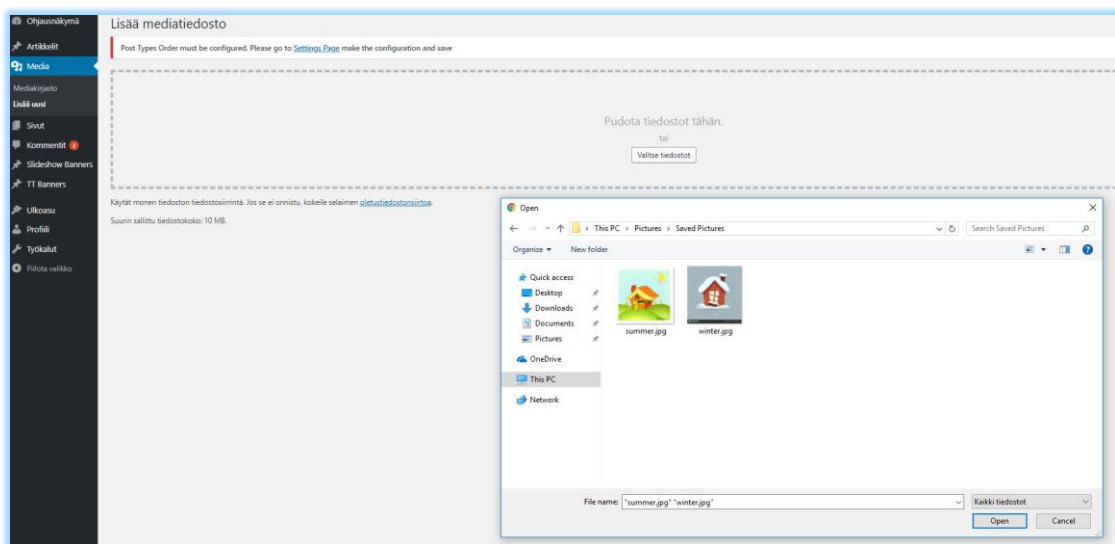 Ohjausnäkymä
Artikkelit
Media
Mediakirjasto
Lisää uusi
Sivut
Kommentit 2
Slideshow Banners
TT Banners
Ulkoasu
Profiili
Työkalut
Piilota valikko
Lisää mediatiedosto
Post Types Order must be configured. Please go to Settings Page make the configuration and save
Pudota tiedostot tähän.
tai
Valitse tiedostot
Käytät monen tiedoston tiedostosiirrintä. Jos se ei onnistu, kokeile selaimen oletustiedostonsiirtoa.
Suurin sallittu tiedostokoko: 10 MB.
Open
This PC › Pictures › Saved Pictures
Search Saved Pictures
Organize
New folder
Quick access
Desktop
Downloads
Documents
Pictures
OneDrive
This PC
Network
summer.jpg
winter.jpg
File name: "summer.jpg" "winter.jpg"
Kaikki tiedostot
Open
Cancel